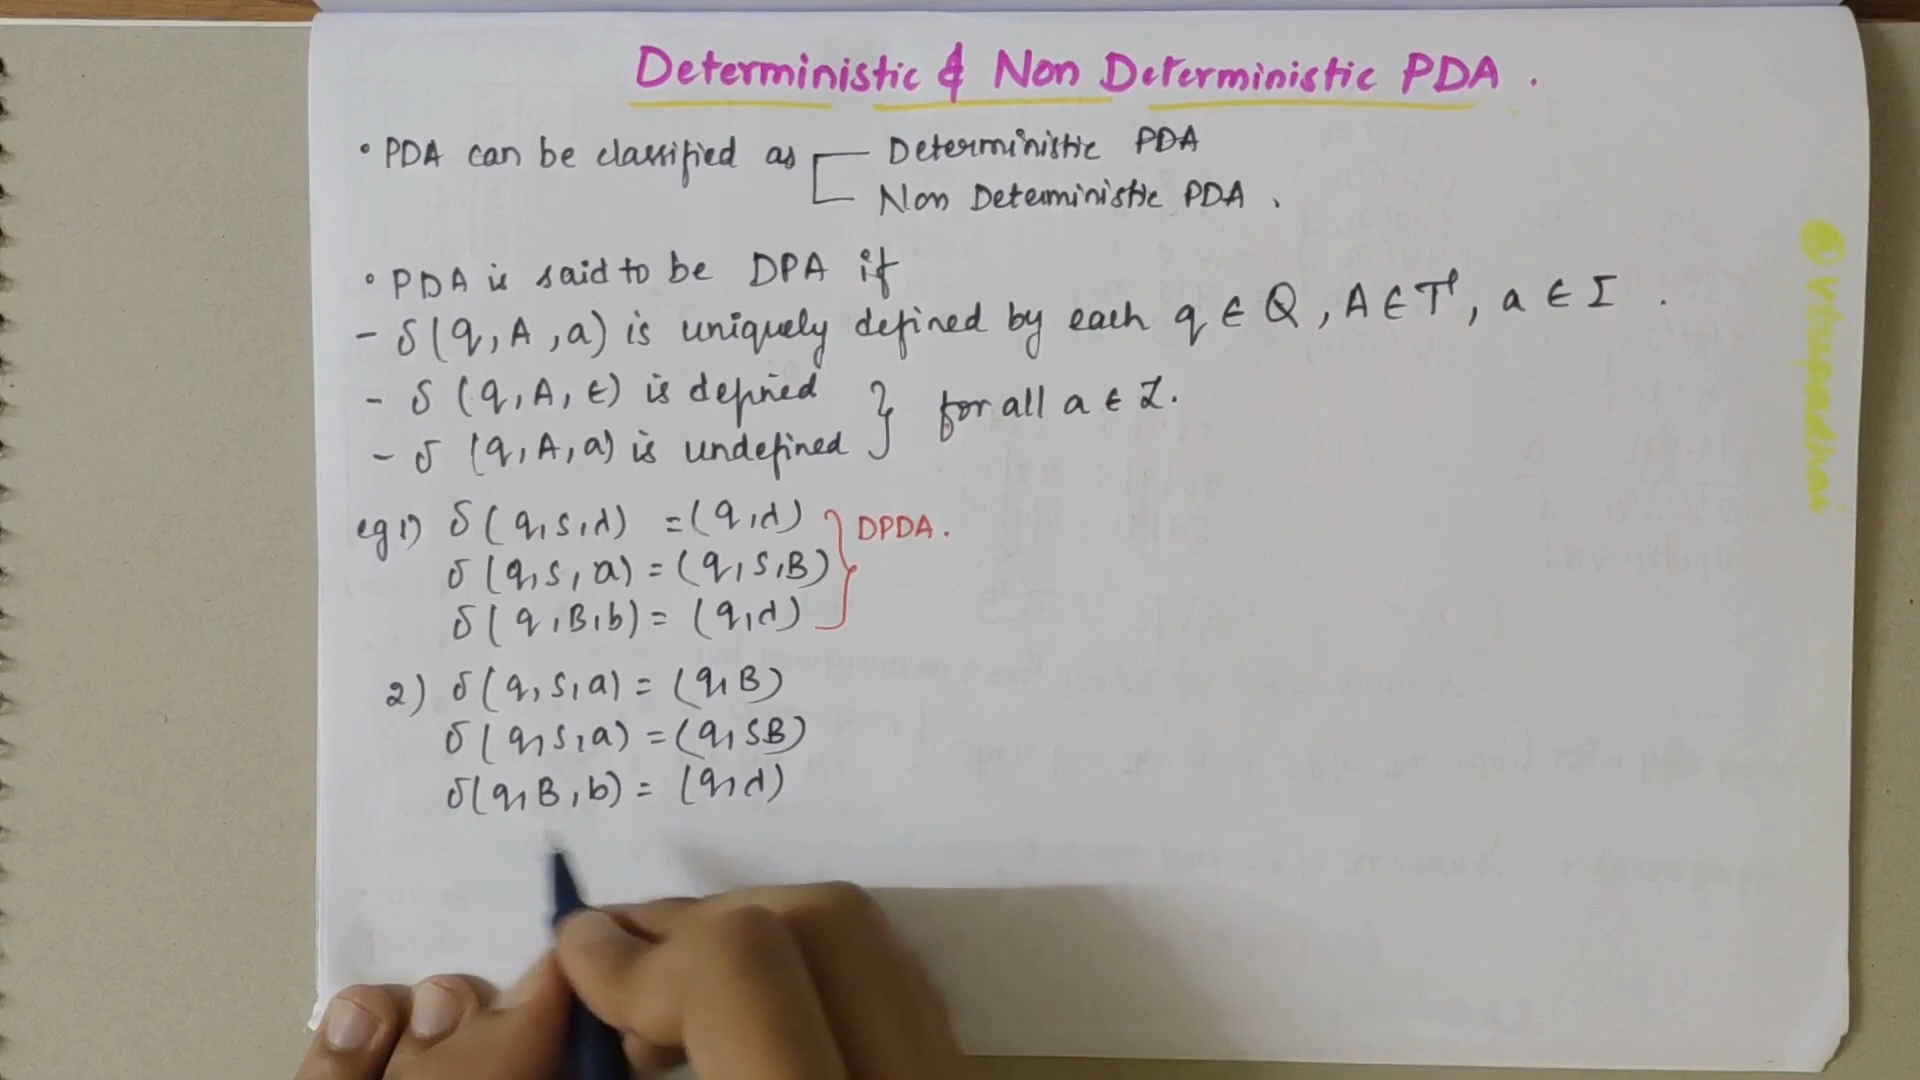 Deterministic & Non Deterministic PDA.
• PDA can be classified as Deterministic PDA
Non Deterministic PDA.
• PDA is said to be DPA if
- δ(q, A, a) is uniquely defined by each q ∈ Q, A ∈ Γ, a ∈ I.
- δ (q, A, ε) is defined } for all a ∈ Σ.
- δ (q, A, a) is undefined
eg 1) δ(q,s,λ) = (q,λ) } DPDA.
δ(q,s,a) = (q,s,B)
δ(q,B,b) = (q,λ)
2) δ(q,s,a) = (q,B)
δ(q,s,a) = (q,SB)
δ(q,B,b) = (q,λ)